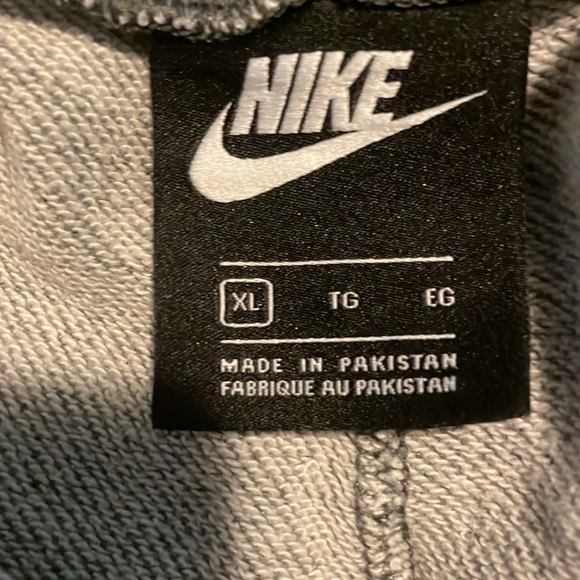 NIKE
XL TG EG
MADE IN PAKISTAN
FABRIQUE AU PAKISTAN